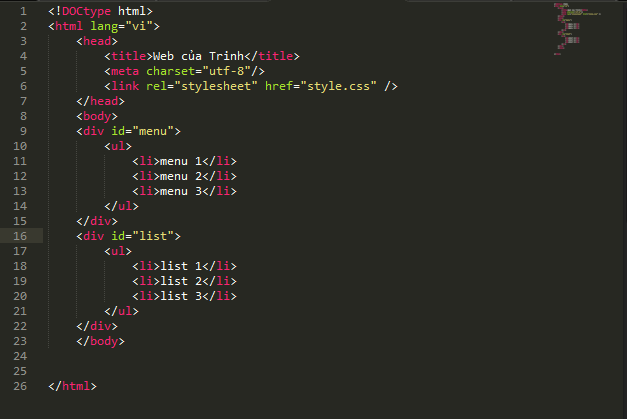 1 <!DOCtype html>
2 <html lang="vi">
3 <head>
4 <title>Web của Trinh</title>
5 <meta charset="utf-8"/>
6 <link rel="stylesheet" href="style.css" />
7 </head>
8 <body>
9 <div id="menu">
10 <ul>
11 <li>menu 1</li>
12 <li>menu 2</li>
13 <li>menu 3</li>
14 </ul>
15 </div>
16 <div id="list">
17 <ul>
18 <li>list 1</li>
19 <li>list 2</li>
20 <li>list 3</li>
21 </ul>
22 </div>
23 </body>
24
25
26 </html>